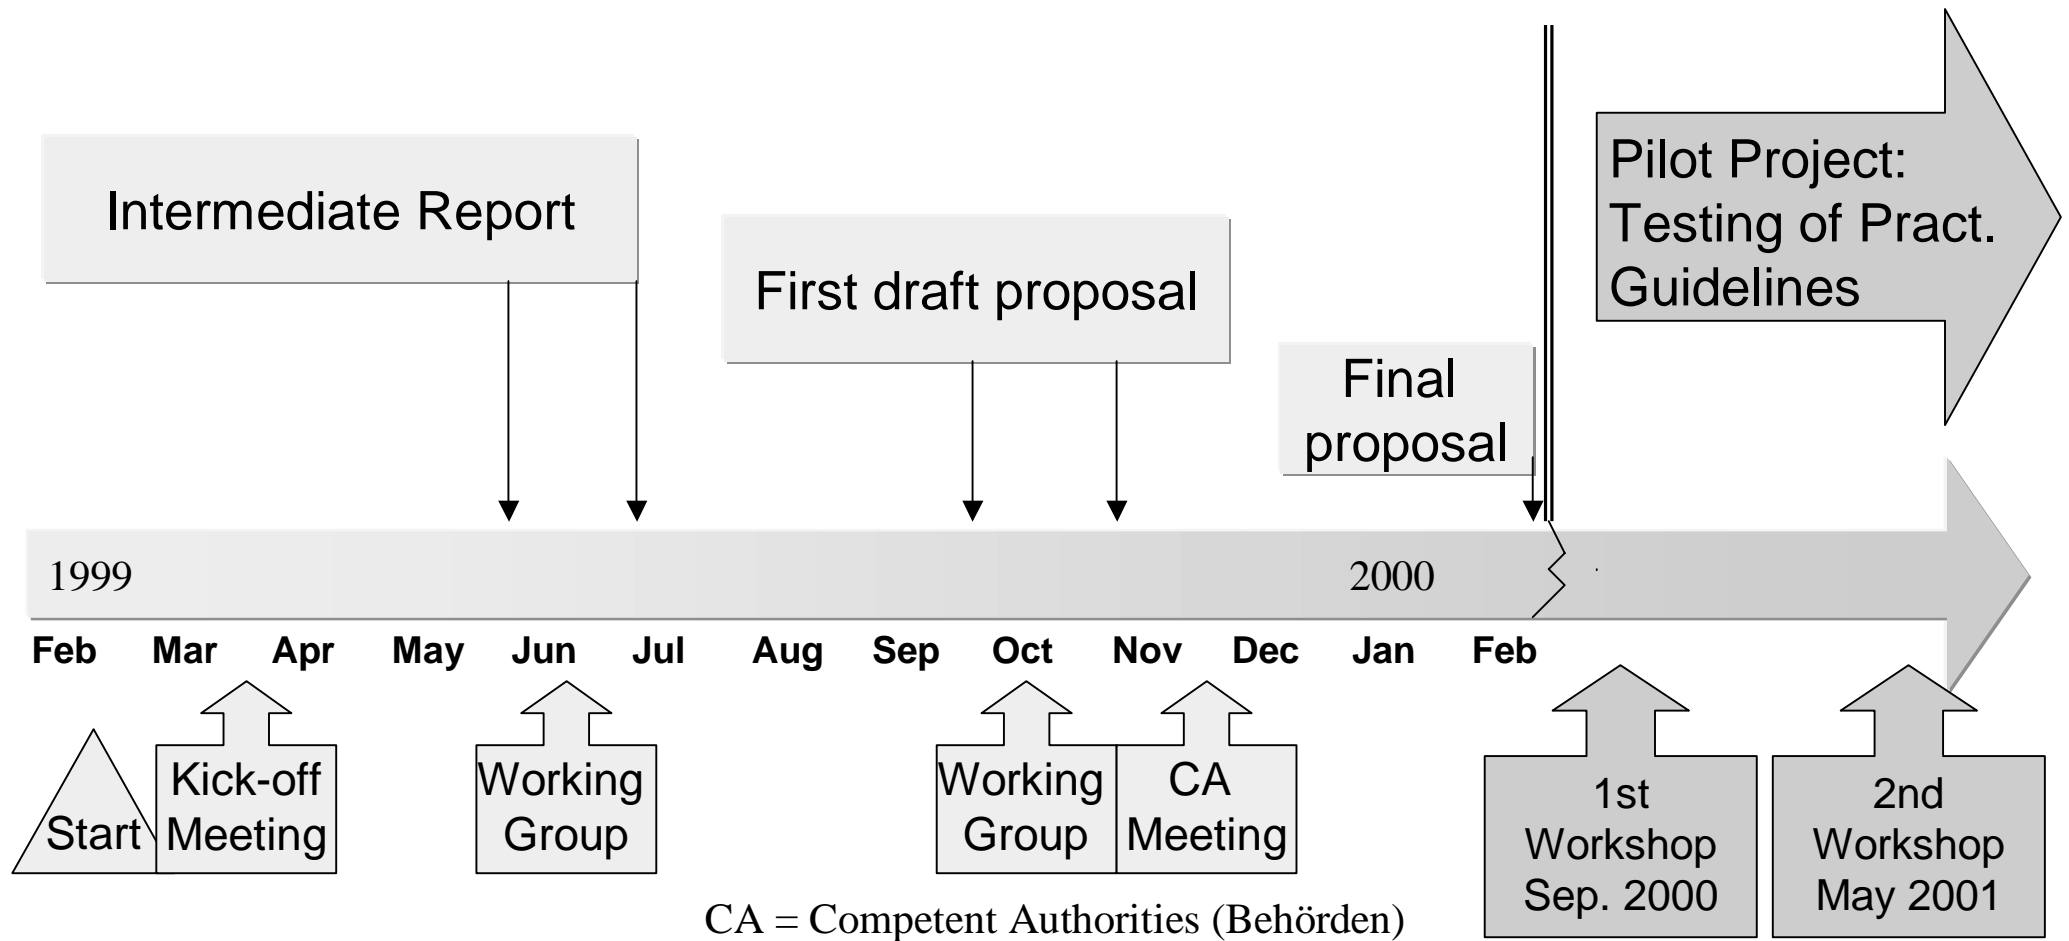 Pilot Project:
Testing of Pract.
Guidelines
Intermediate Report
First draft proposal
Final
proposal
1999
2000
Feb Mar Apr May Jun Jul Aug Sep Oct Nov Dec Jan Feb
Start
Kick-off
Meeting
Working
Group
Working
Group
CA
Meeting
1st
Workshop
Sep. 2000
2nd
Workshop
May 2001
CA = Competent Authorities (Behörden)